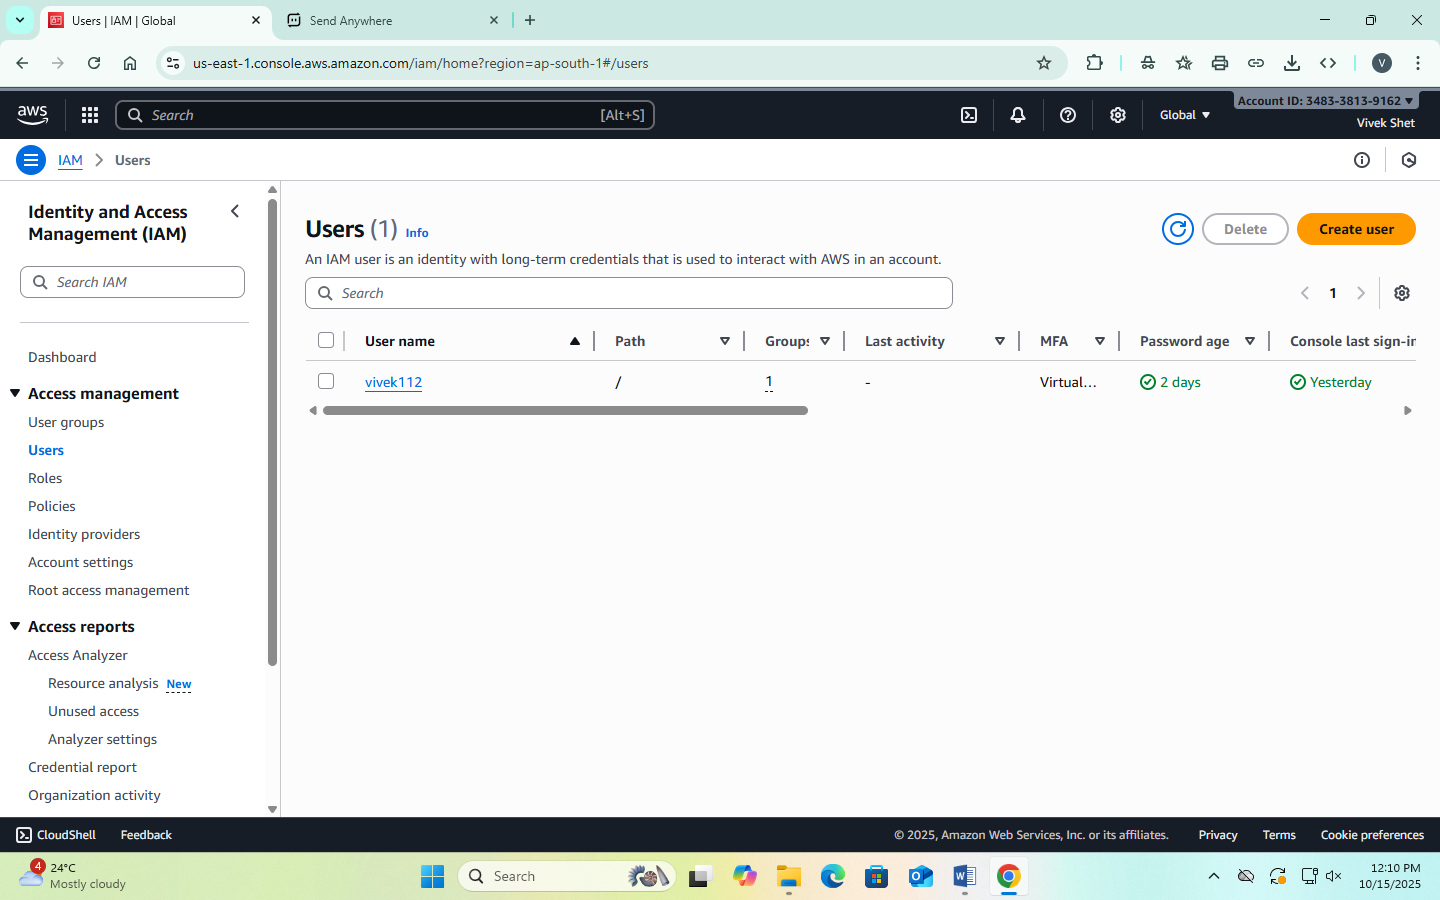 Users | IAM | Global
Send Anywhere
us-east-1.console.aws.amazon.com/iam/home?region=ap-south-1#/users
V
aws
Search
[Alt+S]
Global
Account ID: 3483-3813-9162
Vivek Shet
IAM
Users
Identity and Access
Management (IAM)
Search IAM
Dashboard
Access management
User groups
Users
Roles
Policies
Identity providers
Account settings
Root access management
Access reports
Access Analyzer
Resource analysis New
Unused access
Analyzer settings
Credential report
Organization activity
Users (1) Info
Delete
Create user
An IAM user is an identity with long-term credentials that is used to interact with AWS in an account.
Search
1
User name Path Groups Last activity MFA Password age Console last sign-in
vivek112 / 1 - Virtual... 2 days Yesterday
CloudShell Feedback
© 2025, Amazon Web Services, Inc. or its affiliates. Privacy Terms Cookie preferences
4
24°C
Mostly cloudy
Search
12:10 PM
10/15/2025